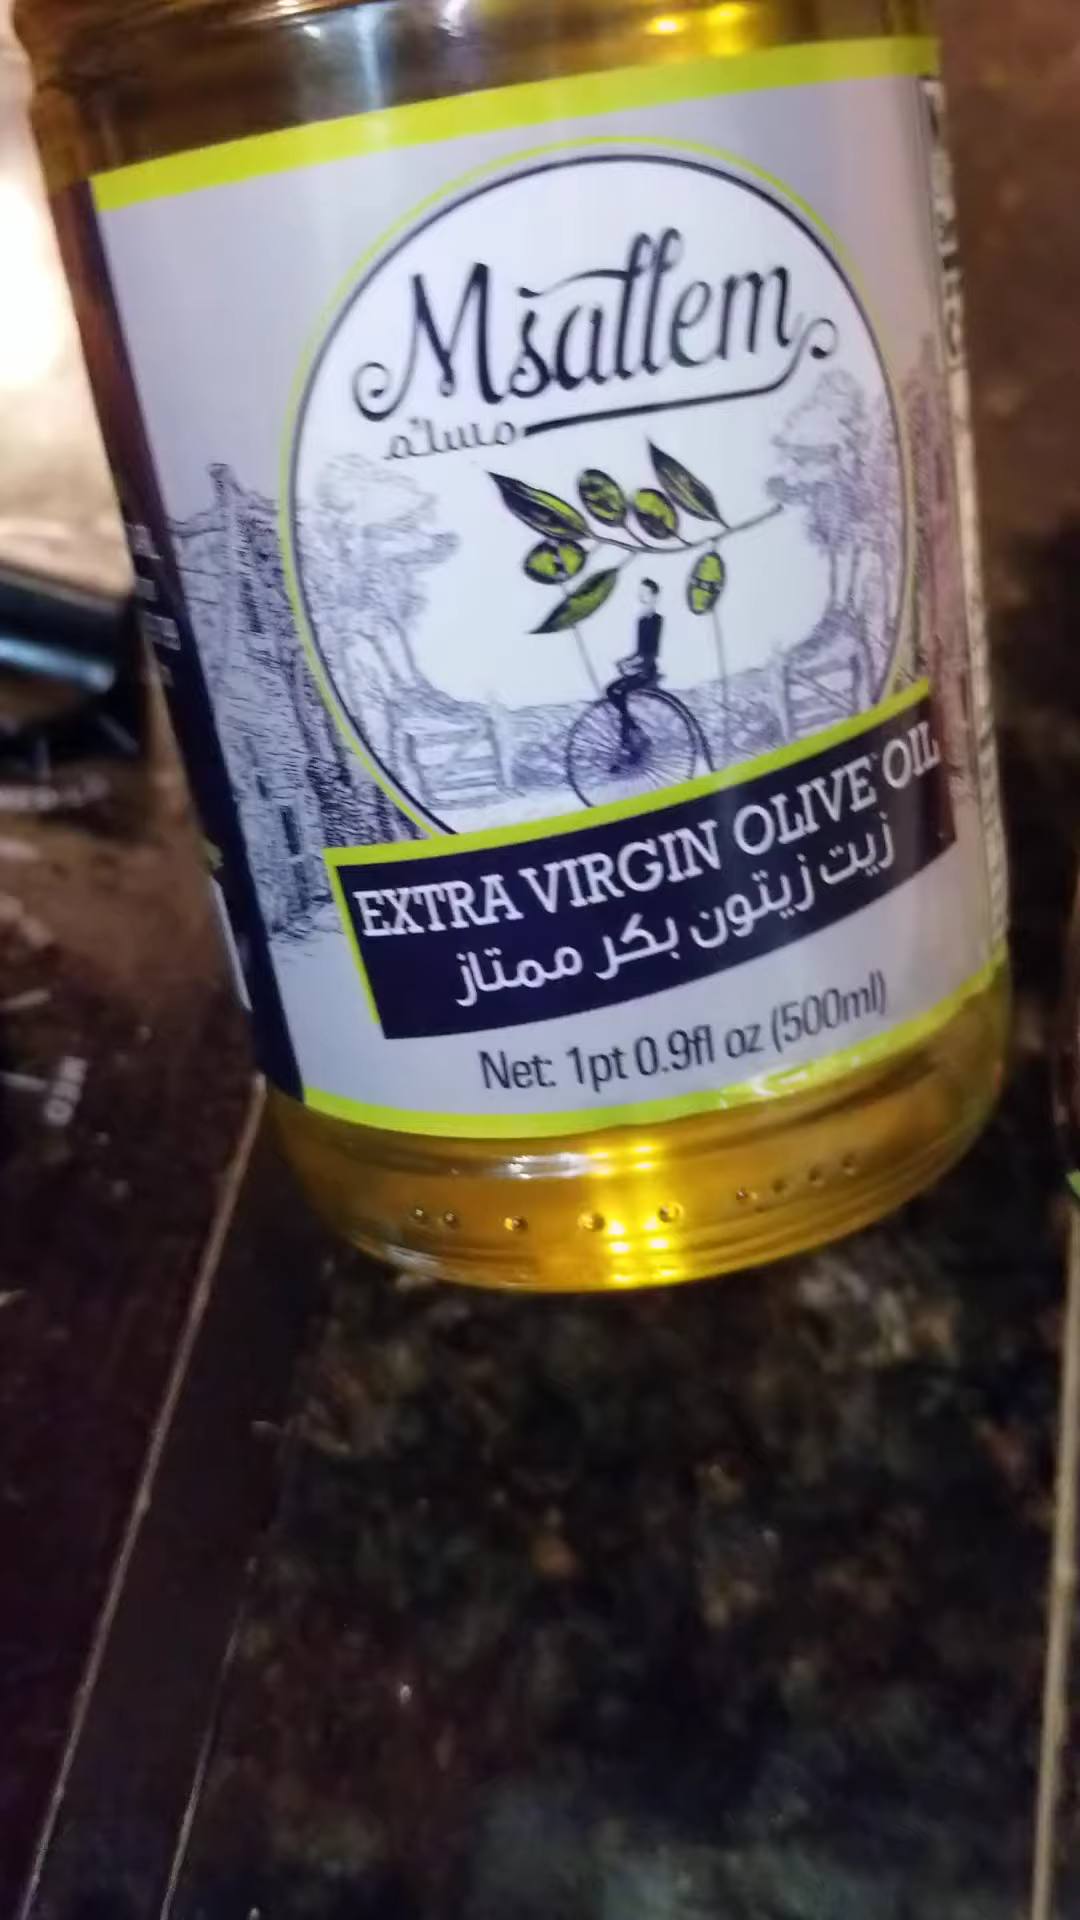 Msallem
مسلّم
EXTRA VIRGIN OLIVE OIL
زيت زيتون بكر ممتاز
Net: 1pt 0.9fl oz (500ml)